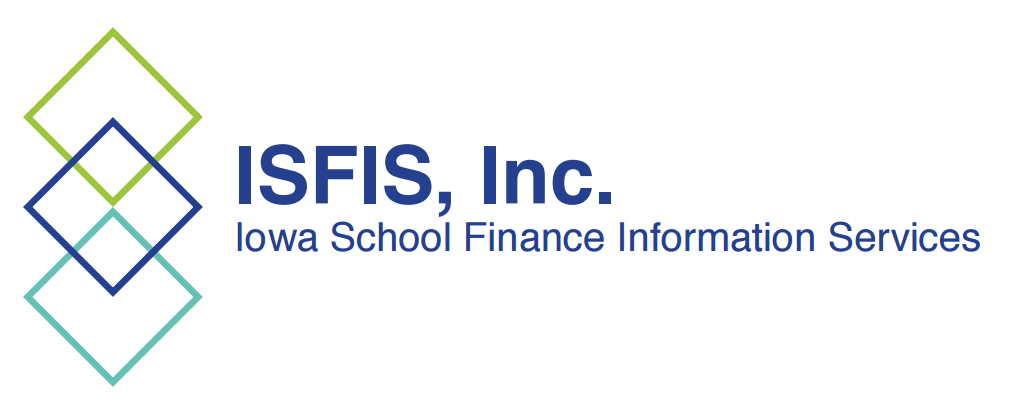 ISFIS, Inc.
Iowa School Finance Information Services